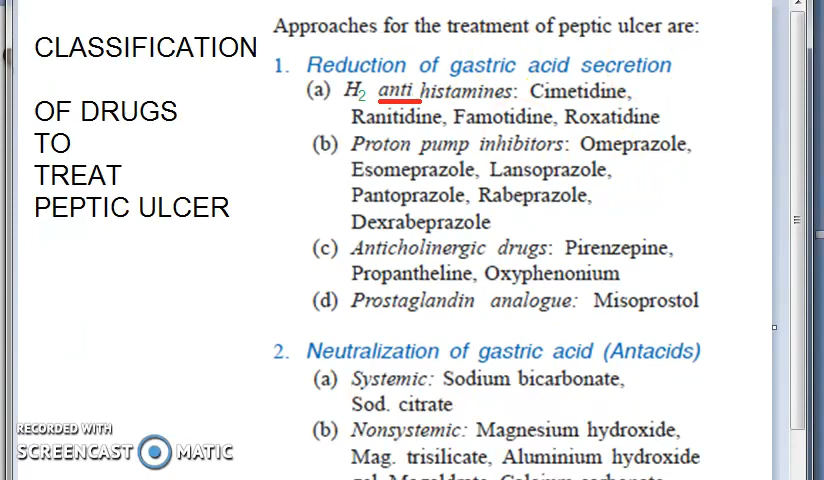 CLASSIFICATION
OF DRUGS
TO
TREAT
PEPTIC ULCER
Approaches for the treatment of peptic ulcer are:
1. Reduction of gastric acid secretion
(a) H2 anti histamines: Cimetidine,
Ranitidine, Famotidine, Roxatidine
(b) Proton pump inhibitors: Omeprazole,
Esomeprazole, Lansoprazole,
Pantoprazole, Rabeprazole,
Dexrabeprazole
(c) Anticholinergic drugs: Pirenzepine,
Propantheline, Oxyphenonium
(d) Prostaglandin analogue: Misoprostol
2. Neutralization of gastric acid (Antacids)
(a) Systemic: Sodium bicarbonate,
Sod. citrate
(b) Nonsystemic: Magnesium hydroxide,
Mag. trisilicate, Aluminium hydroxide
RECORDED WITH
SCREENCAST MATIC